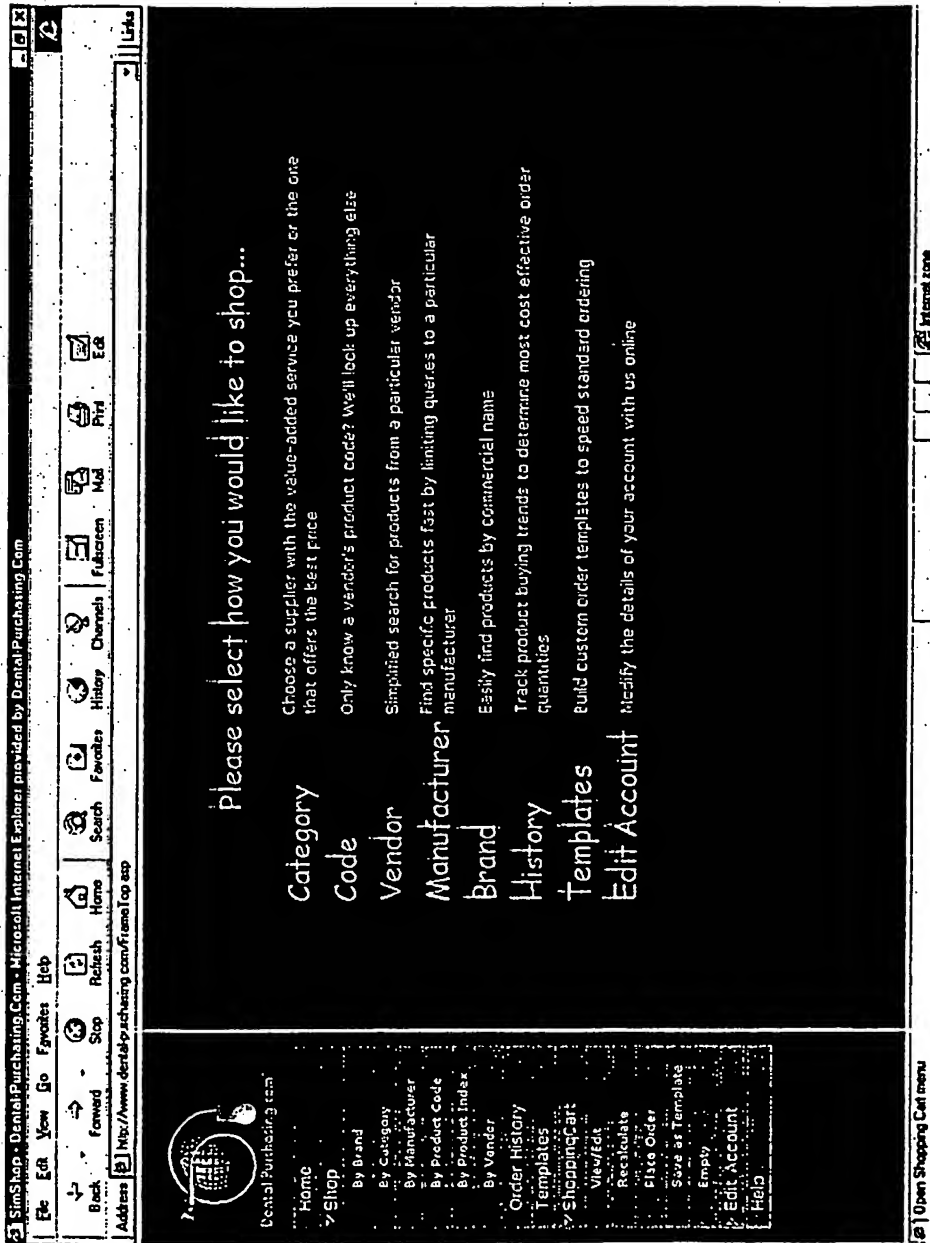 SlimShop - Dental-Purchasing.Com - Microsoft Internet Explorer provided by Dental-Purchasing.Com
File Edit View Go Favorites Help
Back Forward Stop Refresh Home Search Favorites History Channels Fullscreen Mail Print Edit
Address http://www.dental-purchasing.com/FrameTop.asp Links
Dental Purchasing.com
Home
Shop
By Brand
By Category
By Manufacturer
By Product Code
By Product Index
By Vendor
Order History
Templates
ShoppingCart
View/Edit
Recalculate
Place Order
Save as Template
Empty
Edit Account
Help
Please select how you would like to shop...
Category Choose a supplier with the value-added service you prefer or the one
that offers the best price
Code Only know a vendor's product code? We'll look up everything else
Vendor Simplified search for products from a particular vendor
Manufacturer Find specific products fast by limiting queries to a particular
manufacturer
Brand Easily find products by commercial name
History Track product buying trends to determine most cost effective order
quantities
Templates Build custom order templates to speed standard ordering
Edit Account Modify the details of your account with us online
Open Shopping Cart menu Internet zone